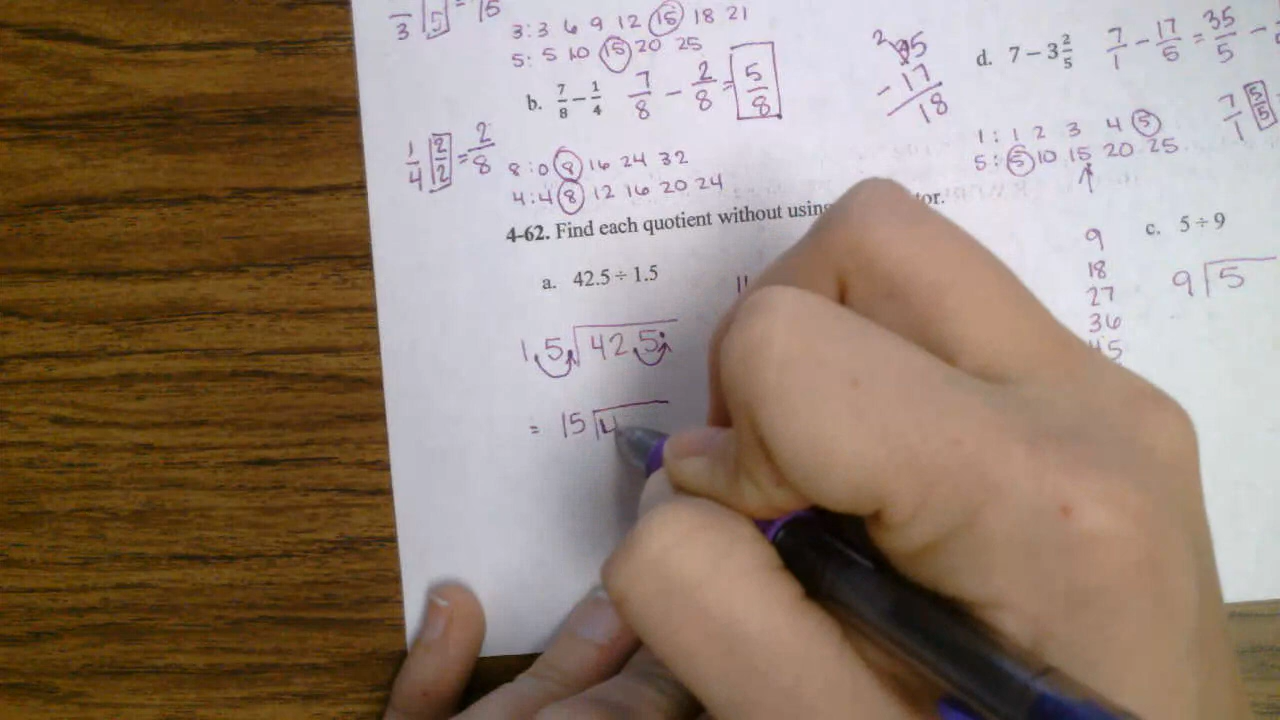 3 5 = 15
3: 3 6 9 12 15 18 21
5: 5 10 15 20 25
b. 7/8 − 1/4 7/8 − 2/8 = 5/8
1/4 2/2 = 2/8
8: 0 8 16 24 32
4: 4 8 12 16 20 24
2
35
− 17
18
d. 7 − 3 2/5 7/1 − 17/5 = 35/5 −
7/1 5/5
1: 1 2 3 4 5
5: 5 10 15 20 25
4-62. Find each quotient without
a. 42.5 ÷ 1.5
1.5 42.5.
= 15 4
9
18
27
36
45
c. 5 ÷ 9
9 5